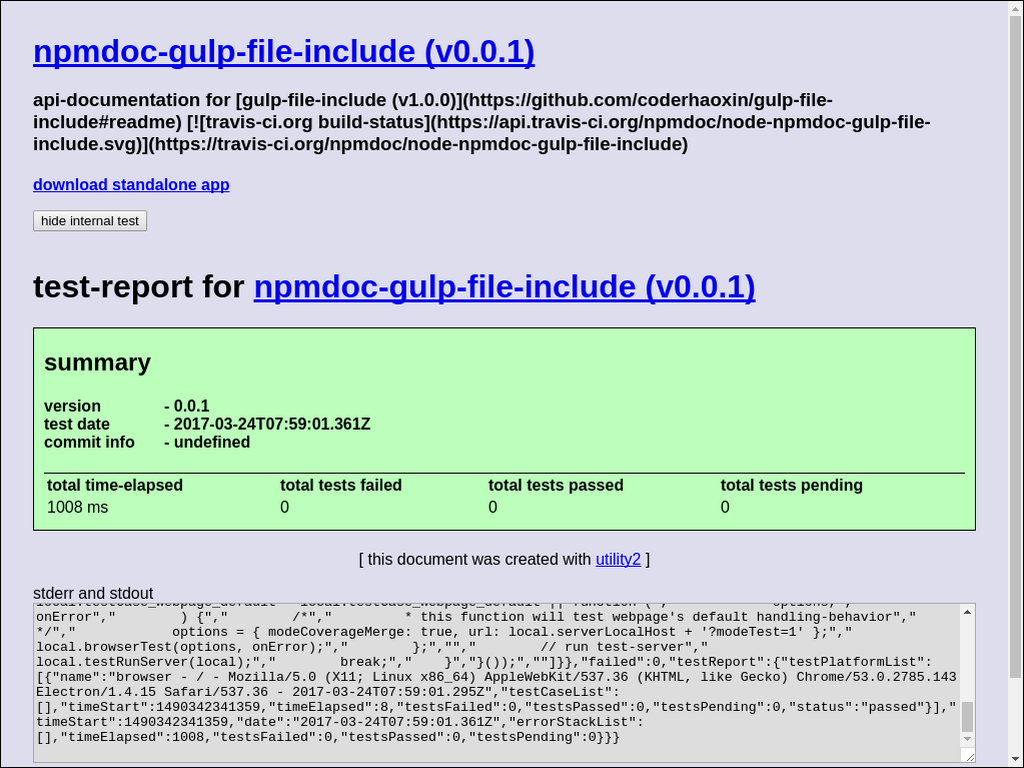 npmdoc-gulp-file-include (v0.0.1)
api-documentation for [gulp-file-include (v1.0.0)](https://github.com/coderhaoxin/gulp-file-
include#readme) [![travis-ci.org build-status](https://api.travis-ci.org/npmdoc/node-npmdoc-gulp-file-
include.svg)](https://travis-ci.org/npmdoc/node-npmdoc-gulp-file-include)
download standalone app
hide internal test
test-report for npmdoc-gulp-file-include (v0.0.1)
summary
version - 0.0.1
test date - 2017-03-24T07:59:01.361Z
commit info - undefined
total time-elapsed total tests failed total tests passed total tests pending
1008 ms 0 0 0
[ this document was created with utility2 ]
stderr and stdout
onError","        ) {","        /*","         * this function will test webpage's default handling-behavior","
*/","          options = { modeCoverageMerge: true, url: local.serverLocalHost + '?modeTest=1' };","
local.browserTest(options, onError);","        };","","        // run test-server","
local.testRunServer(local);","        break;","    }","}());",""]}},"failed":0,"testReport":{"testPlatformList":
[{"name":"browser - / - Mozilla/5.0 (X11; Linux x86_64) AppleWebKit/537.36 (KHTML, like Gecko) Chrome/53.0.2785.143
Electron/1.4.15 Safari/537.36 - 2017-03-24T07:59:01.295Z","testCaseList":
[],"timeStart":1490342341359,"timeElapsed":8,"testsFailed":0,"testsPassed":0,"testsPending":0,"status":"passed"}],"
timeStart":1490342341359,"date":"2017-03-24T07:59:01.361Z","errorStackList":
[],"timeElapsed":1008,"testsFailed":0,"testsPassed":0,"testsPending":0}}}